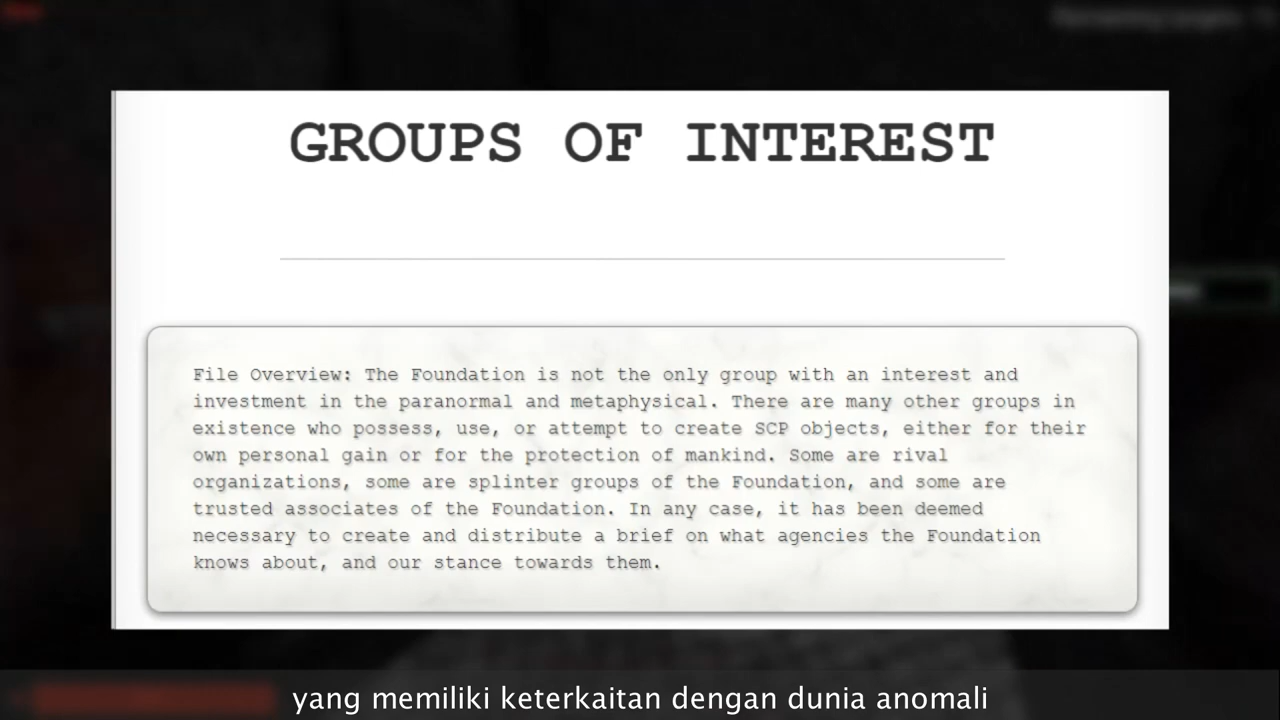 GROUPS OF INTEREST
File Overview: The Foundation is not the only group with an interest and
investment in the paranormal and metaphysical. There are many other groups in
existence who possess, use, or attempt to create SCP objects, either for their
own personal gain or for the protection of mankind. Some are rival
organizations, some are splinter groups of the Foundation, and some are
trusted associates of the Foundation. In any case, it has been deemed
necessary to create and distribute a brief on what agencies the Foundation
knows about, and our stance towards them.
yang memiliki keterkaitan dengan dunia anomali